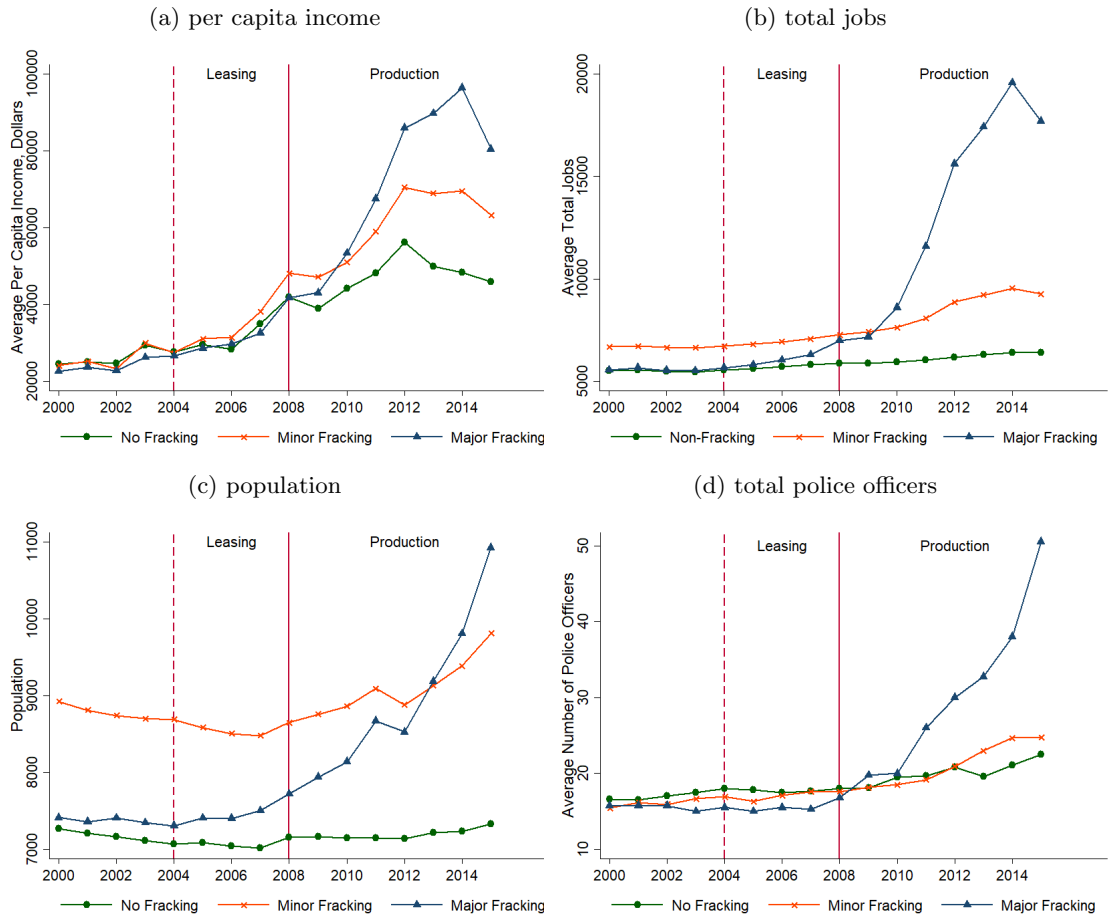 (a) per capita income
Average Per Capita Income, Dollars
100000
80000
60000
40000
20000
Leasing
Production
2000 2002 2004 2006 2008 2010 2012 2014
No Fracking Minor Fracking Major Fracking
(b) total jobs
Average Total Jobs
20000
15000
10000
5000
Leasing
Production
2000 2002 2004 2006 2008 2010 2012 2014
Non-Fracking Minor Fracking Major Fracking
(c) population
Population
11000
10000
9000
8000
7000
Leasing
Production
2000 2002 2004 2006 2008 2010 2012 2014
No Fracking Minor Fracking Major Fracking
(d) total police officers
Average Number of Police Officers
50
40
30
20
10
Leasing
Production
2000 2002 2004 2006 2008 2010 2012 2014
No Fracking Minor Fracking Major Fracking